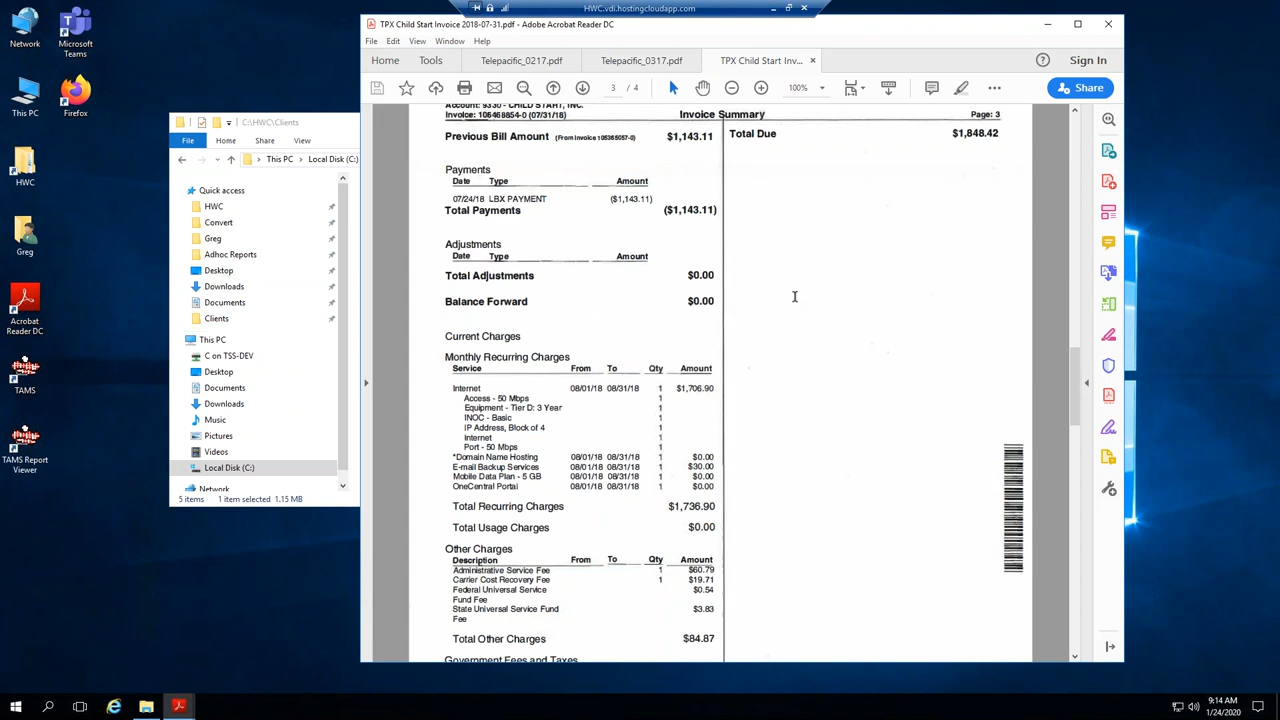 HWC.vdi.hostingcloudapp.com
Network
Microsoft Teams
This PC
Firefox
HWC
Greg
Acrobat Reader DC
TAMS
TAMS Report Viewer
C:\HWC\Clients
File Home Share View
This PC Local Disk (C:)
Quick access
HWC
Convert
Greg
Adhoc Reports
Desktop
Downloads
Documents
Clients
This PC
C on TSS-DEV
Desktop
Documents
Downloads
Music
Pictures
Videos
Local Disk (C:)
Network
5 items 1 item selected 1.15 MB
TPX Child Start Invoice 2018-07-31.pdf - Adobe Acrobat Reader DC
File Edit View Window Help
Home Tools Telepacific_0217.pdf Telepacific_0317.pdf TPX Child Start Inv... × Sign In
3 / 4 100% Share
Account: 9330 - CHILD START, INC.
Invoice: 106468854-0 (07/31/18) Invoice Summary Page: 3
Previous Bill Amount (From Invoice 105365057-0) $1,143.11 Total Due $1,848.42
Payments
Date Type Amount
07/24/18 LBX PAYMENT ($1,143.11)
Total Payments ($1,143.11)
Adjustments
Date Type Amount
Total Adjustments $0.00
Balance Forward $0.00
Current Charges
Monthly Recurring Charges
Service From To Qty Amount
Internet 08/01/18 08/31/18 1 $1,706.90
Access - 50 Mbps 1
Equipment - Tier D: 3 Year 1
INOC - Basic 1
IP Address, Block of 4 1
Internet 1
Port - 50 Mbps 1
*Domain Name Hosting 08/01/18 08/31/18 1 $0.00
E-mail Backup Services 08/01/18 08/31/18 1 $30.00
Mobile Data Plan - 5 GB 08/01/18 08/31/18 1 $0.00
OneCentral Portal 08/01/18 08/31/18 1 $0.00
Total Recurring Charges $1,736.90
Total Usage Charges $0.00
Other Charges
Description From To Qty Amount
Administrative Service Fee 1 $60.79
Carrier Cost Recovery Fee 1 $19.71
Federal Universal Service $0.54
Fund Fee
State Universal Service Fund $3.83
Fee
Total Other Charges $84.87
Government Fees and Taxes
9:14 AM
1/24/2020